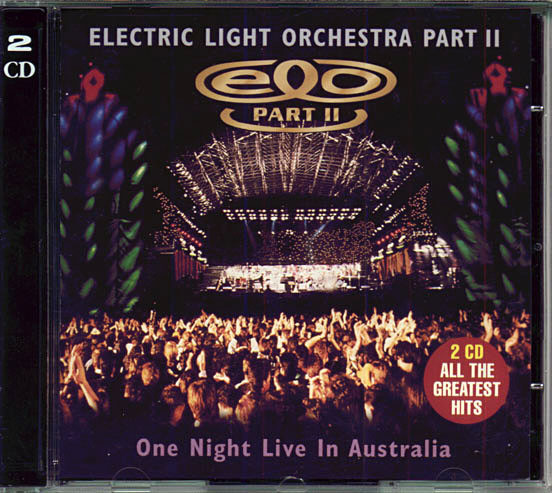 2
CD
ELECTRIC LIGHT ORCHESTRA PART II
elo
PART II
2 CD
ALL THE
GREATEST
HITS
One Night Live In Australia